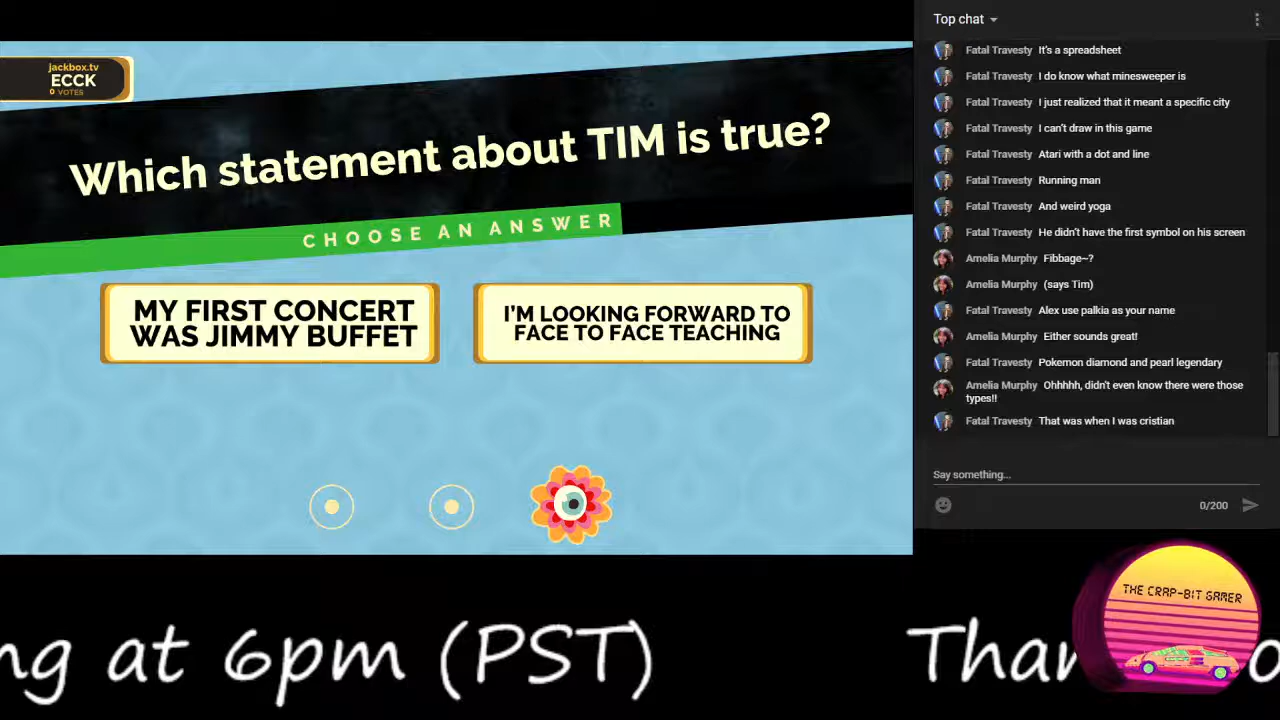 jackbox.tv
ECCK
0 VOTES
Which statement about TIM is true?
CHOOSE AN ANSWER
MY FIRST CONCERT
WAS JIMMY BUFFET
I'M LOOKING FORWARD TO
FACE TO FACE TEACHING
Top chat
Fatal Travesty It's a spreadsheet
Fatal Travesty I do know what minesweeper is
Fatal Travesty I just realized that it meant a specific city
Fatal Travesty I can't draw in this game
Fatal Travesty Atari with a dot and line
Fatal Travesty Running man
Fatal Travesty And weird yoga
Fatal Travesty He didn't have the first symbol on his screen
Amelia Murphy Fibbage~?
Amelia Murphy (says Tim)
Fatal Travesty Alex use palkia as your name
Amelia Murphy Either sounds great!
Fatal Travesty Pokemon diamond and pearl legendary
Amelia Murphy Ohhhhh, didn't even know there were those
types!!
Fatal Travesty That was when I was cristian
Say something...
0/200
THE CRAP-BIT GAMER
ng at 6pm (PST)